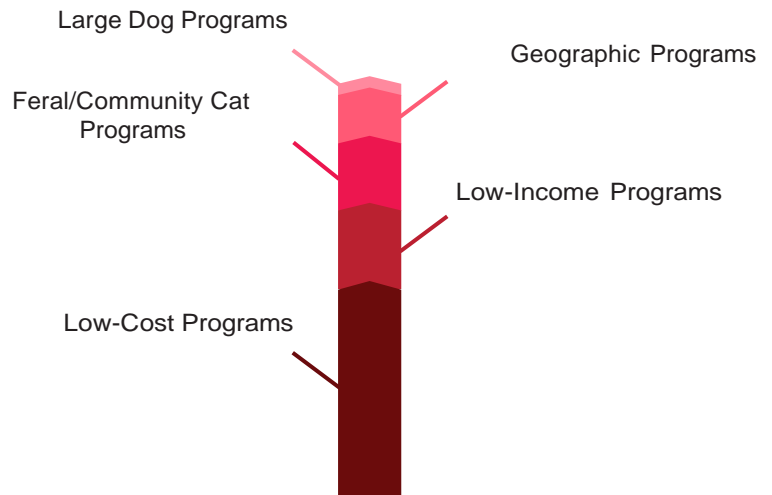 Large Dog Programs
Geographic Programs
Feral/Community Cat
Programs
Low-Income Programs
Low-Cost Programs